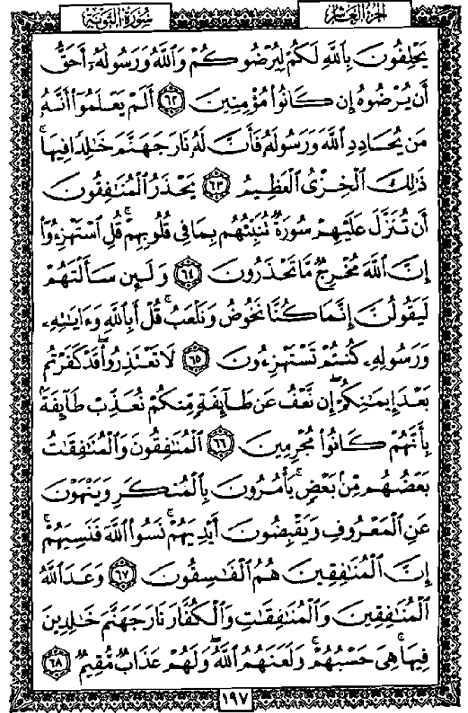 الجزء العاشر
سورة التوبة
يَحْلِفُونَ بِٱللَّهِ لَكُمْ لِيُرْضُوكُمْ وَٱللَّهُ وَرَسُولُهُۥٓ أَحَقُّ
أَن يُرْضُوهُ إِن كَانُوا۟ مُؤْمِنِينَ ٦٢ أَلَمْ يَعْلَمُوٓا۟ أَنَّهُۥ
مَن يُحَادِدِ ٱللَّهَ وَرَسُولَهُۥ فَأَنَّ لَهُۥ نَارَ جَهَنَّمَ خَٰلِدًا فِيهَا ۚ
ذَٰلِكَ ٱلْخِزْىُ ٱلْعَظِيمُ ٦٣ يَحْذَرُ ٱلْمُنَٰفِقُونَ
أَن تُنَزَّلَ عَلَيْهِمْ سُورَةٌ تُنَبِّئُهُم بِمَا فِى قُلُوبِهِمْ ۚ قُلِ ٱسْتَهْزِءُوٓا۟
إِنَّ ٱللَّهَ مُخْرِجٌ مَّا تَحْذَرُونَ ٦٤ وَلَئِن سَأَلْتَهُمْ
لَيَقُولُنَّ إِنَّمَا كُنَّا نَخُوضُ وَنَلْعَبُ ۚ قُلْ أَبِٱللَّهِ وَءَايَٰتِهِۦ
وَرَسُولِهِۦ كُنتُمْ تَسْتَهْزِءُونَ ٦٥ لَا تَعْتَذِرُوا۟ قَدْ كَفَرْتُم
بَعْدَ إِيمَٰنِكُمْ ۚ إِن نَّعْفُ عَن طَآئِفَةٍ مِّنكُمْ نُعَذِّبْ طَآئِفَةًۢ
بِأَنَّهُمْ كَانُوا۟ مُجْرِمِينَ ٦٦ ٱلْمُنَٰفِقُونَ وَٱلْمُنَٰفِقَٰتُ
بَعْضُهُم مِّنۢ بَعْضٍ ۚ يَأْمُرُونَ بِٱلْمُنكَرِ وَيَنْهَوْنَ
عَنِ ٱلْمَعْرُوفِ وَيَقْبِضُونَ أَيْدِيَهُمْ ۚ نَسُوا۟ ٱللَّهَ فَنَسِيَهُمْ ۗ
إِنَّ ٱلْمُنَٰفِقِينَ هُمُ ٱلْفَٰسِقُونَ ٦٧ وَعَدَ ٱللَّهُ
ٱلْمُنَٰفِقِينَ وَٱلْمُنَٰفِقَٰتِ وَٱلْكُفَّارَ نَارَ جَهَنَّمَ خَٰلِدِينَ
فِيهَا ۚ هِىَ حَسْبُهُمْ ۚ وَلَعَنَهُمُ ٱللَّهُ ۖ وَلَهُمْ عَذَابٌ مُّقِيمٌ ٦٨
١٩٧